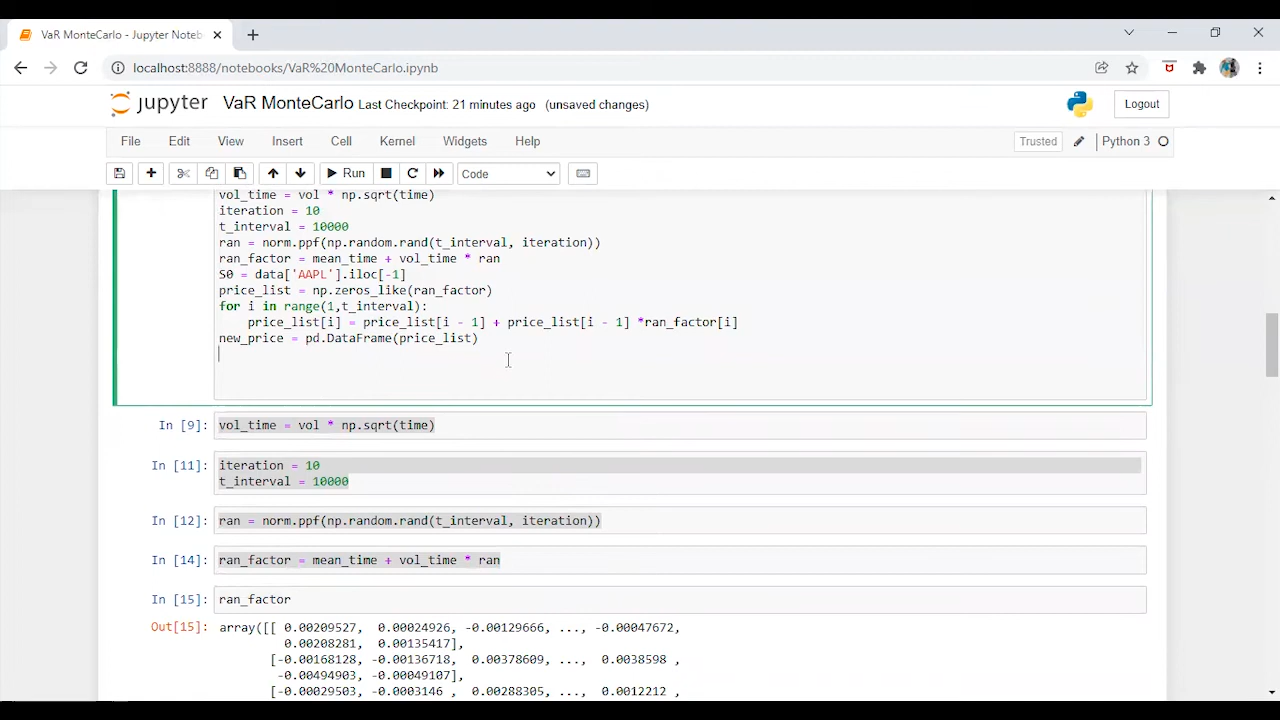 VaR MonteCarlo - Jupyter Noteb
localhost:8888/notebooks/VaR%20MonteCarlo.ipynb
jupyter VaR MonteCarlo Last Checkpoint: 21 minutes ago (unsaved changes)
Logout
File Edit View Insert Cell Kernel Widgets Help
Trusted Python 3
Run Code
vol_time = vol * np.sqrt(time)
iteration = 10
t_interval = 10000
ran = norm.ppf(np.random.rand(t_interval, iteration))
ran_factor = mean_time + vol_time * ran
S0 = data['AAPL'].iloc[-1]
price_list = np.zeros_like(ran_factor)
for i in range(1,t_interval):
    price_list[i] = price_list[i - 1] + price_list[i - 1] *ran_factor[i]
new_price = pd.DataFrame(price_list)
In [9]: vol_time = vol * np.sqrt(time)
In [11]: iteration = 10
t_interval = 10000
In [12]: ran = norm.ppf(np.random.rand(t_interval, iteration))
In [14]: ran_factor = mean_time + vol_time * ran
In [15]: ran_factor
Out[15]: array([[ 0.00209527, 0.00024926, -0.00129666, ..., -0.00047672,
0.00208281, 0.00135417],
[-0.00168128, -0.00136718, 0.00378609, ..., 0.0038598 ,
-0.00494903, -0.00049107],
[-0.00029503, -0.0003146 , 0.00288305, ..., 0.0012212 ,